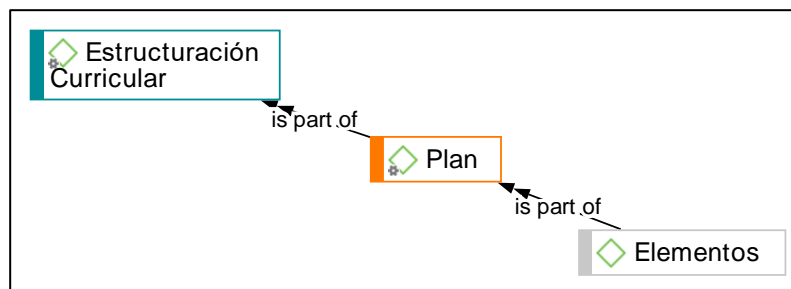 Estructuración
Curricular
is part of
Plan
is part of
Elementos